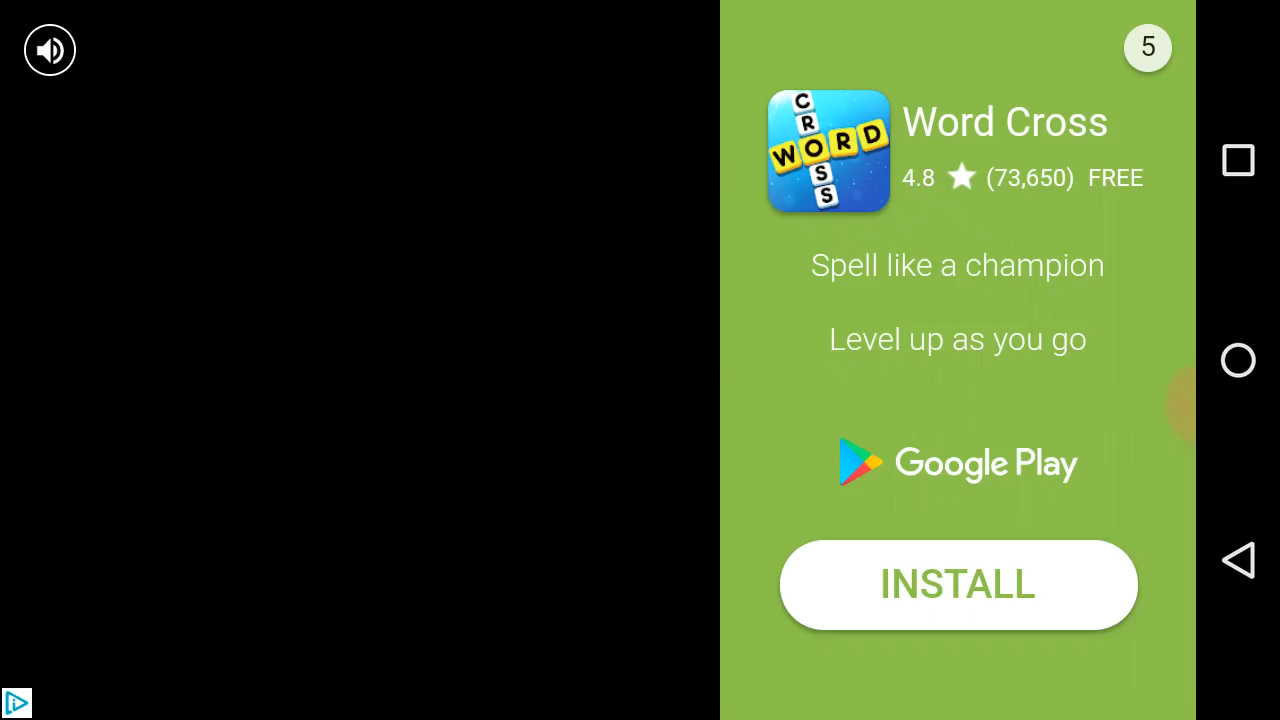 5
CROSS
WORD
Word Cross
4.8 ★ (73,650) FREE
Spell like a champion
Level up as you go
Google Play
INSTALL